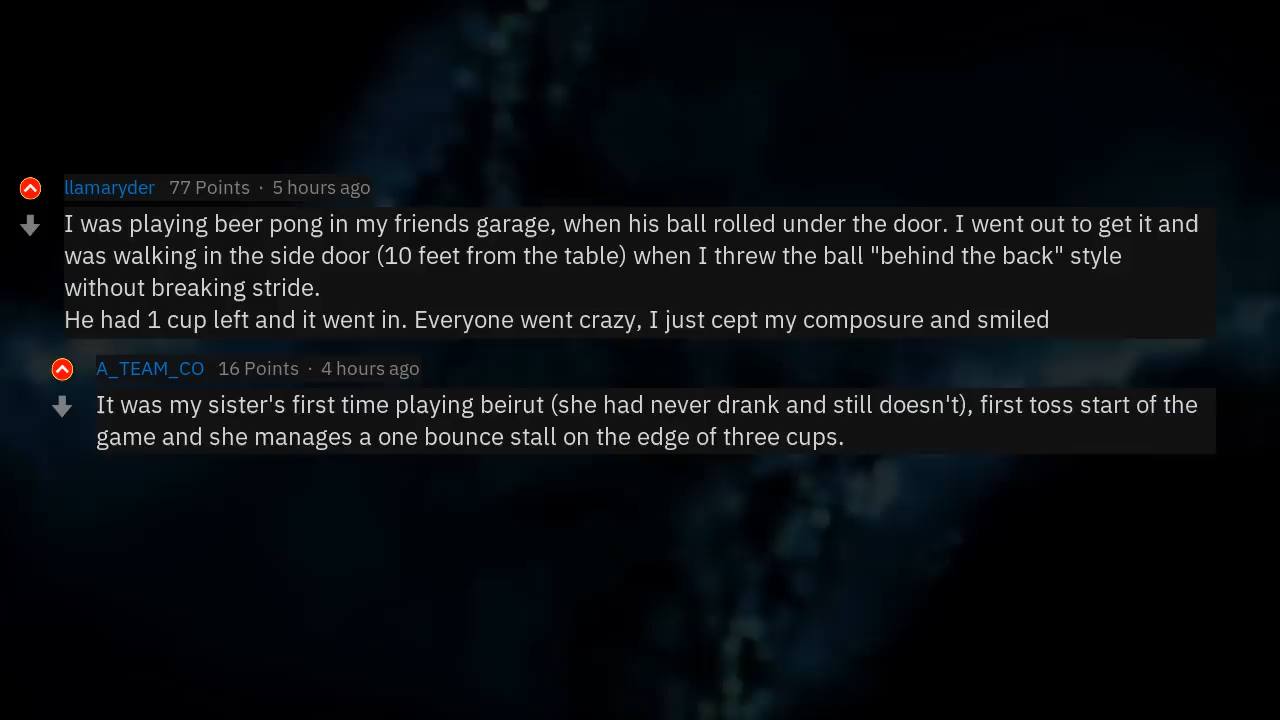 llamaryder 77 Points · 5 hours ago
I was playing beer pong in my friends garage, when his ball rolled under the door. I went out to get it and
was walking in the side door (10 feet from the table) when I threw the ball "behind the back" style
without breaking stride.
He had 1 cup left and it went in. Everyone went crazy, I just cept my composure and smiled
A_TEAM_CO 16 Points · 4 hours ago
It was my sister's first time playing beirut (she had never drank and still doesn't), first toss start of the
game and she manages a one bounce stall on the edge of three cups.